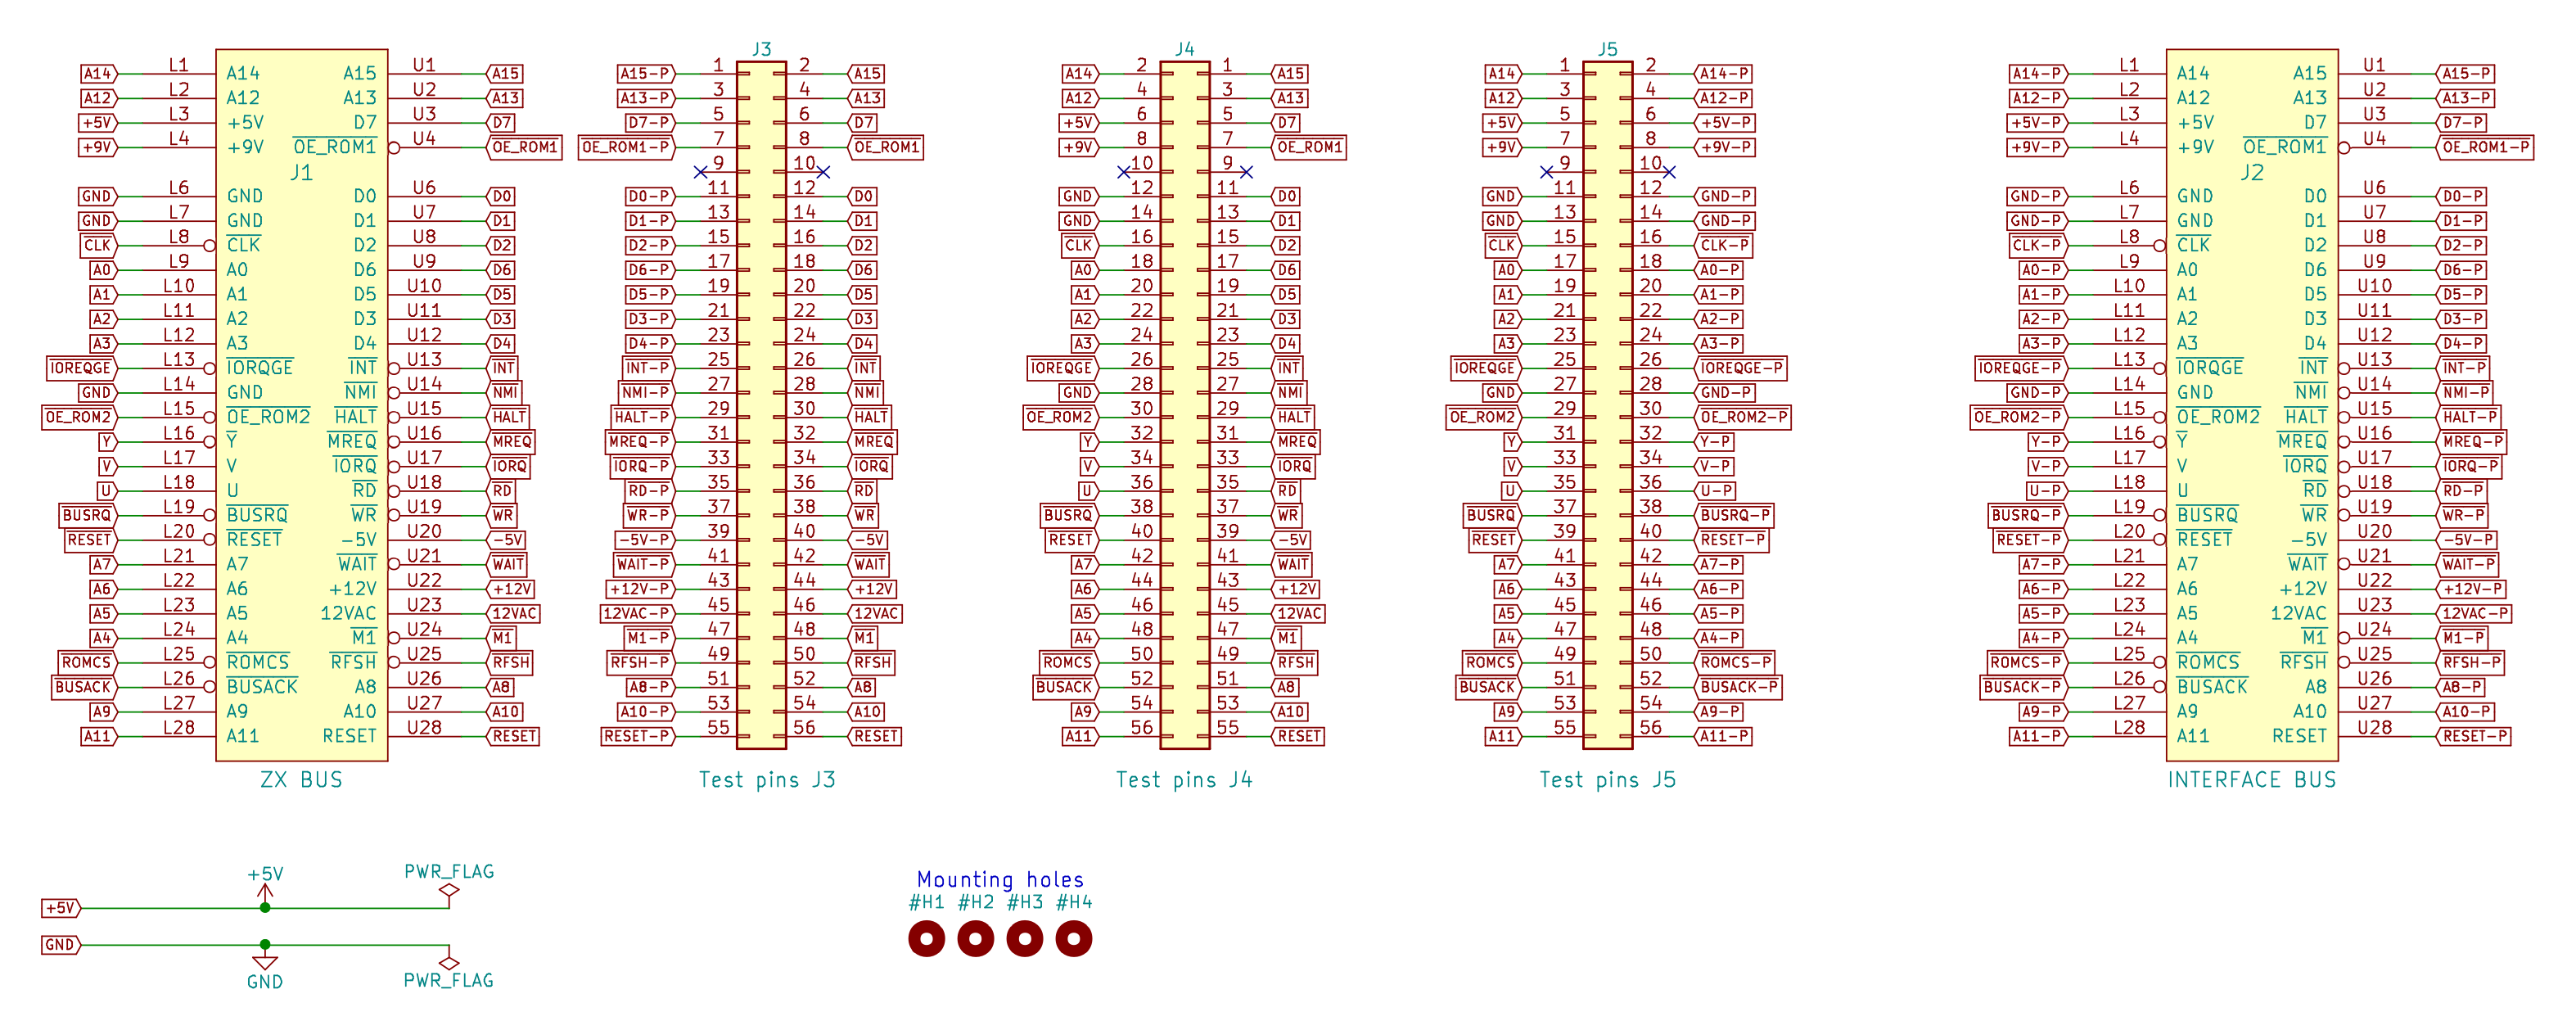 A14 L1 A14 A15 U1 A15
A12 L2 A12 A13 U2 A13
+5V L3 +5V D7 U3 D7
+9V L4 +9V OE_ROM1 U4 OE_ROM1
J1
GND L6 GND D0 U6 D0
GND L7 GND D1 U7 D1
CLK L8 CLK D2 U8 D2
A0 L9 A0 D6 U9 D6
A1 L10 A1 D5 U10 D5
A2 L11 A2 D3 U11 D3
A3 L12 A3 D4 U12 D4
IOREQGE L13 IORQGE INT U13 INT
GND L14 GND NMI U14 NMI
OE_ROM2 L15 OE_ROM2 HALT U15 HALT
Y L16 Y MREQ U16 MREQ
V L17 V IORQ U17 IORQ
U L18 U RD U18 RD
BUSRQ L19 BUSRQ WR U19 WR
RESET L20 RESET -5V U20 -5V
A7 L21 A7 WAIT U21 WAIT
A6 L22 A6 +12V U22 +12V
A5 L23 A5 12VAC U23 12VAC
A4 L24 A4 M1 U24 M1
ROMCS L25 ROMCS RFSH U25 RFSH
BUSACK L26 BUSACK A8 U26 A8
A9 L27 A9 A10 U27 A10
A11 L28 A11 RESET U28 RESET
ZX BUS
J3
A15-P 1 2 A15
A13-P 3 4 A13
D7-P 5 6 D7
OE_ROM1-P 7 8 OE_ROM1
9 10
D0-P 11 12 D0
D1-P 13 14 D1
D2-P 15 16 D2
D6-P 17 18 D6
D5-P 19 20 D5
D3-P 21 22 D3
D4-P 23 24 D4
INT-P 25 26 INT
NMI-P 27 28 NMI
HALT-P 29 30 HALT
MREQ-P 31 32 MREQ
IORQ-P 33 34 IORQ
RD-P 35 36 RD
WR-P 37 38 WR
-5V-P 39 40 -5V
WAIT-P 41 42 WAIT
+12V-P 43 44 +12V
12VAC-P 45 46 12VAC
M1-P 47 48 M1
RFSH-P 49 50 RFSH
A8-P 51 52 A8
A10-P 53 54 A10
RESET-P 55 56 RESET
Test pins J3
J4
A14 2 1 A15
A12 4 3 A13
+5V 6 5 D7
+9V 8 7 OE_ROM1
10 9
GND 12 11 D0
GND 14 13 D1
CLK 16 15 D2
A0 18 17 D6
A1 20 19 D5
A2 22 21 D3
A3 24 23 D4
IOREQGE 26 25 INT
GND 28 27 NMI
OE_ROM2 30 29 HALT
Y 32 31 MREQ
V 34 33 IORQ
U 36 35 RD
BUSRQ 38 37 WR
RESET 40 39 -5V
A7 42 41 WAIT
A6 44 43 +12V
A5 46 45 12VAC
A4 48 47 M1
ROMCS 50 49 RFSH
BUSACK 52 51 A8
A9 54 53 A10
A11 56 55 RESET
Test pins J4
J5
A14 1 2 A14-P
A12 3 4 A12-P
+5V 5 6 +5V-P
+9V 7 8 +9V-P
9 10
GND 11 12 GND-P
GND 13 14 GND-P
CLK 15 16 CLK-P
A0 17 18 A0-P
A1 19 20 A1-P
A2 21 22 A2-P
A3 23 24 A3-P
IOREQGE 25 26 IOREQGE-P
GND 27 28 GND-P
OE_ROM2 29 30 OE_ROM2-P
Y 31 32 Y-P
V 33 34 V-P
U 35 36 U-P
BUSRQ 37 38 BUSRQ-P
RESET 39 40 RESET-P
A7 41 42 A7-P
A6 43 44 A6-P
A5 45 46 A5-P
A4 47 48 A4-P
ROMCS 49 50 ROMCS-P
BUSACK 51 52 BUSACK-P
A9 53 54 A9-P
A11 55 56 A11-P
Test pins J5
A14-P L1 A14 A15 U1 A15-P
A12-P L2 A12 A13 U2 A13-P
+5V-P L3 +5V D7 U3 D7-P
+9V-P L4 +9V OE_ROM1 U4 OE_ROM1-P
J2
GND-P L6 GND D0 U6 D0-P
GND-P L7 GND D1 U7 D1-P
CLK-P L8 CLK D2 U8 D2-P
A0-P L9 A0 D6 U9 D6-P
A1-P L10 A1 D5 U10 D5-P
A2-P L11 A2 D3 U11 D3-P
A3-P L12 A3 D4 U12 D4-P
IOREQGE-P L13 IORQGE INT U13 INT-P
GND-P L14 GND NMI U14 NMI-P
OE_ROM2-P L15 OE_ROM2 HALT U15 HALT-P
Y-P L16 Y MREQ U16 MREQ-P
V-P L17 V IORQ U17 IORQ-P
U-P L18 U RD U18 RD-P
BUSRQ-P L19 BUSRQ WR U19 WR-P
RESET-P L20 RESET -5V U20 -5V-P
A7-P L21 A7 WAIT U21 WAIT-P
A6-P L22 A6 +12V U22 +12V-P
A5-P L23 A5 12VAC U23 12VAC-P
A4-P L24 A4 M1 U24 M1-P
ROMCS-P L25 ROMCS RFSH U25 RFSH-P
BUSACK-P L26 BUSACK A8 U26 A8-P
A9-P L27 A9 A10 U27 A10-P
A11-P L28 A11 RESET U28 RESET-P
INTERFACE BUS
+5V PWR_FLAG
+5V
GND
GND PWR_FLAG
Mounting holes
#H1 #H2 #H3 #H4